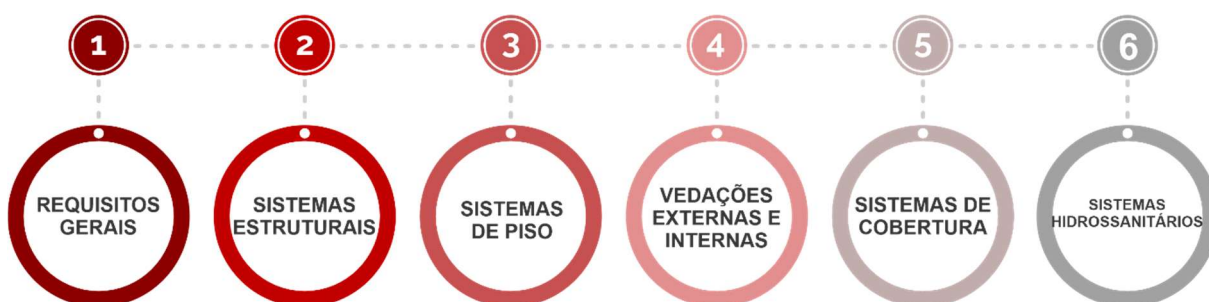 1 2 3 4 5 6
REQUISITOS
GERAIS
SISTEMAS
ESTRUTURAIS
SISTEMAS
DE PISO
VEDAÇÕES
EXTERNAS E
INTERNAS
SISTEMAS DE
COBERTURA
SISTEMAS
HIDROSSANITÁRIOS